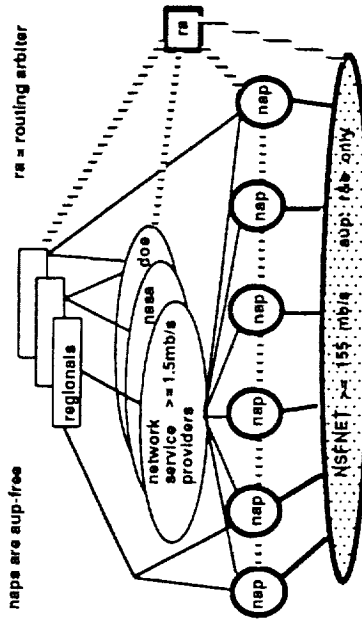 naps are aup-free
ra = routing arbiter
regionals
ra
doe
nasa
network
service >= 1.5mb/s
providers
nap
nap
nap
nap
nap
nap
NSFNET >= 155 mb/s aup: r&e only